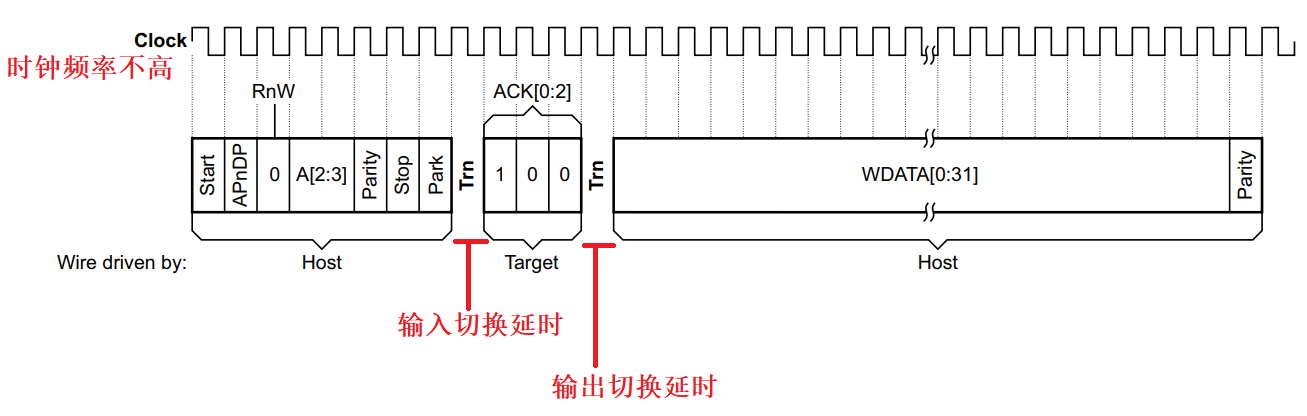 Clock
时钟频率不高
RnW
ACK[0:2]
Start
APnDP
0
A[2:3]
Parity
Stop
Park
Trn
1
0
0
Trn
WDATA[0:31]
Parity
Wire driven by:
Host
Target
Host
输入切换延时
输出切换延时